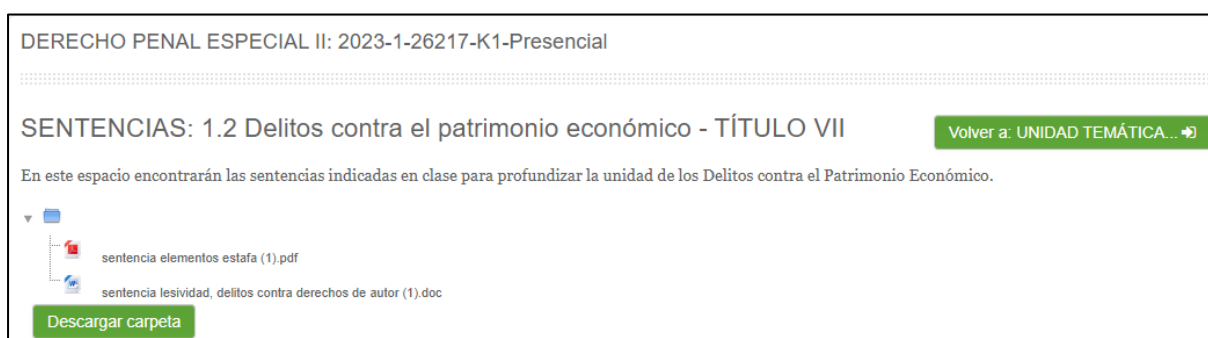 DERECHO PENAL ESPECIAL II: 2023-1-26217-K1-Presencial
SENTENCIAS: 1.2 Delitos contra el patrimonio económico - TÍTULO VII
Volver a: UNIDAD TEMÁTICA...
En este espacio encontrarán las sentencias indicadas en clase para profundizar la unidad de los Delitos contra el Patrimonio Económico.
sentencia elementos estafa (1).pdf
sentencia lesividad, delitos contra derechos de autor (1).doc
Descargar carpeta